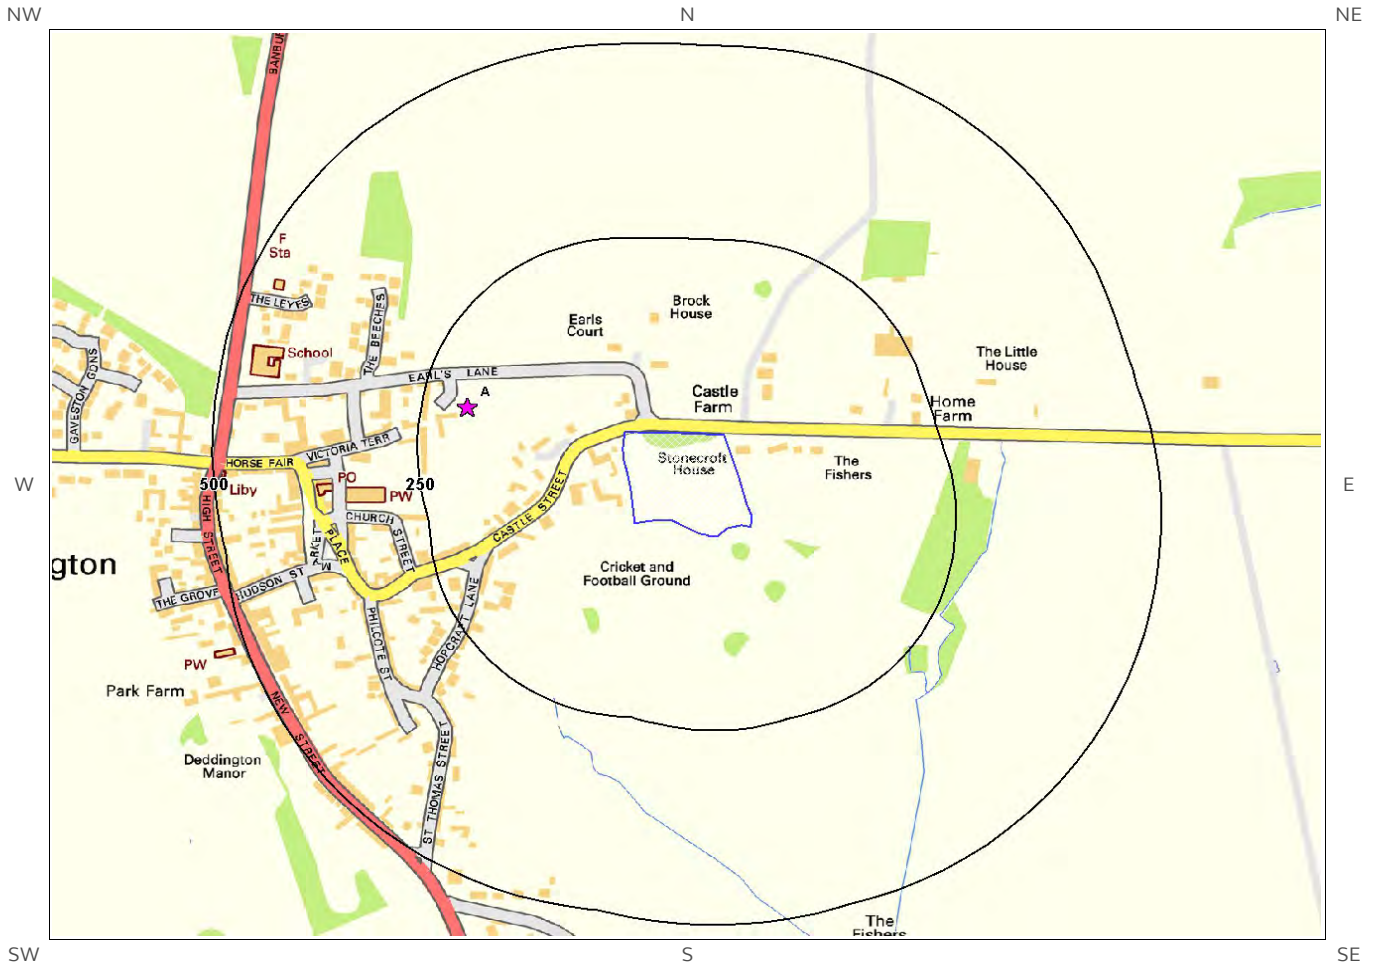 NW
N
NE
BANBU
F
Sta
THE LEYES
THE BEECHES
School
Earls
Court
Brock
House
The Little
House
EARL'S LANE
A
Castle
Farm
Home
Farm
GAVESTON GDNS
VICTORIA TERR
HORSE FAIR
W
500
Liby
PO
PW
250
Stonecroft
House
The
Fishers
E
HIGH STREET
CHURCH STREET
CASTLE STREET
MARKET PLACE
gton
THE GROVE
HUDSON ST
Cricket and
Football Ground
PHILCOTE ST
HOPCRAFT LANE
PW
Park Farm
NEW STREET
Deddington
Manor
ST THOMAS STREET
The
Fishers
SW
S
SE